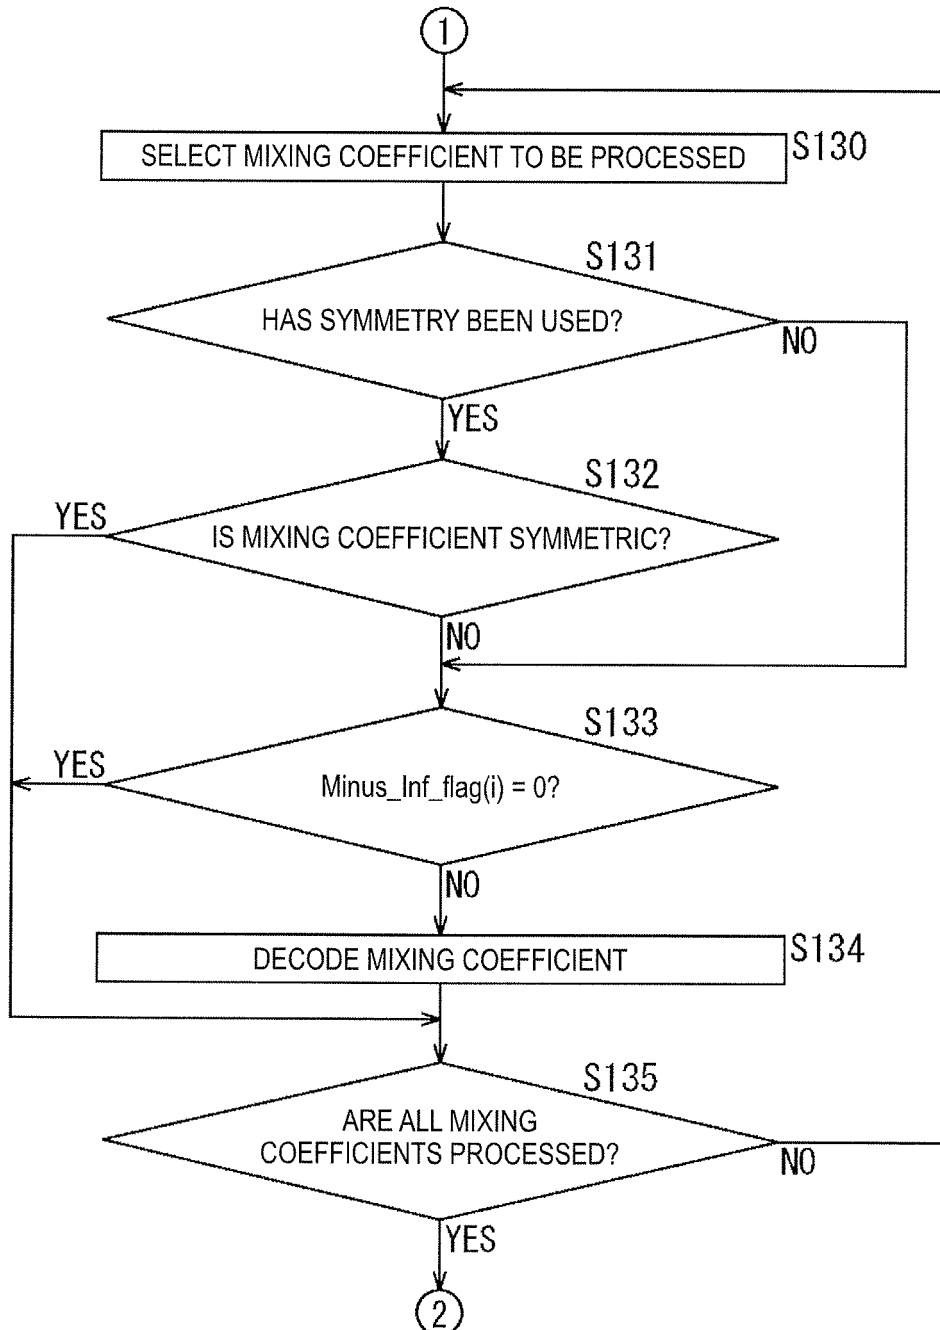 1
SELECT MIXING COEFFICIENT TO BE PROCESSED
S130
S131
HAS SYMMETRY BEEN USED?
NO
YES
S132
YES
IS MIXING COEFFICIENT SYMMETRIC?
NO
S133
YES
Minus_Inf_flag(i) = 0?
NO
DECODE MIXING COEFFICIENT
S134
S135
ARE ALL MIXING
COEFFICIENTS PROCESSED?
NO
YES
2